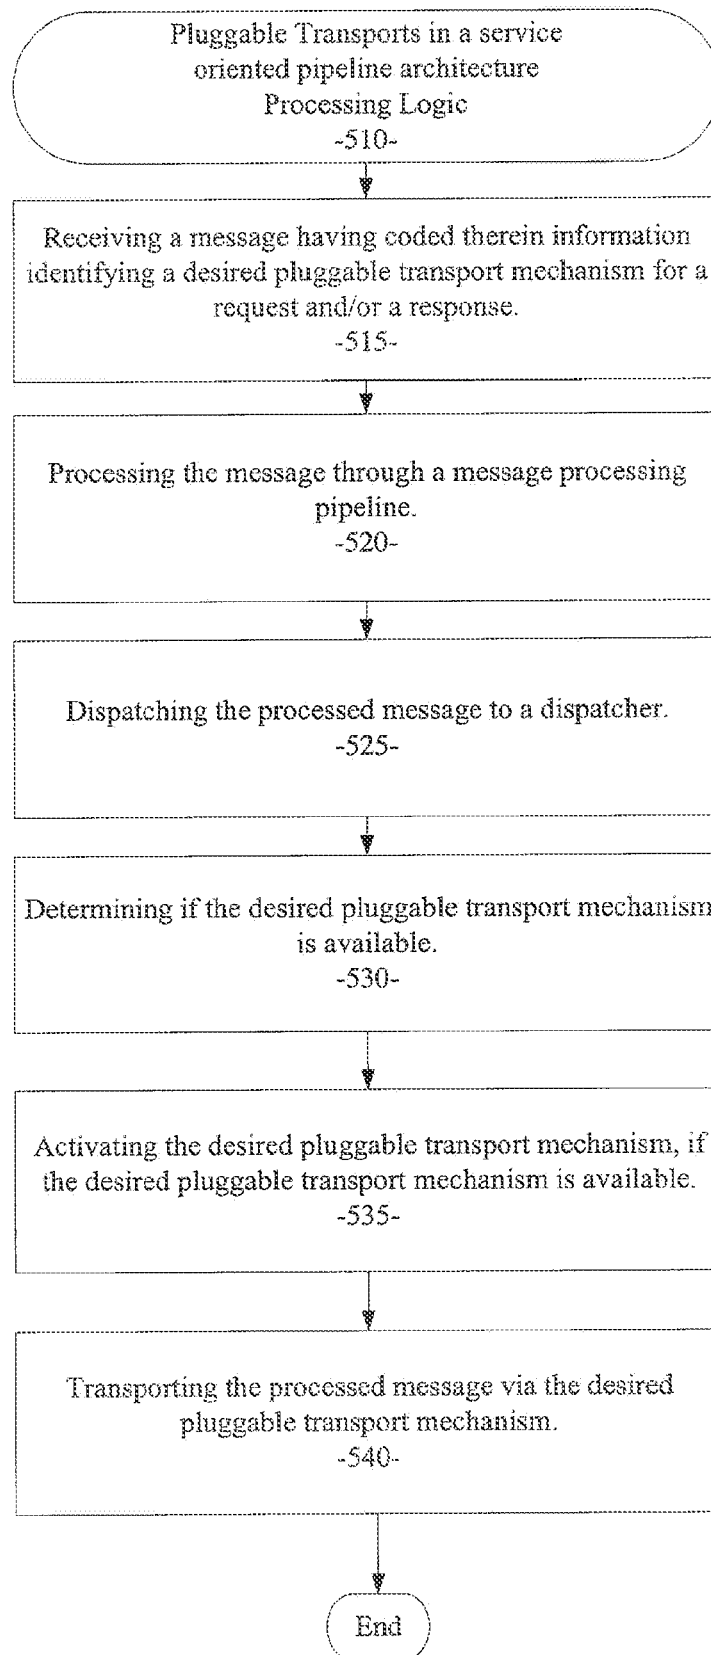 Pluggable Transports in a service
oriented pipeline architecture
Processing Logic
-510-
Receiving a message having coded therein information
identifying a desired pluggable transport mechanism for a
request and/or a response.
-515-
Processing the message through a message processing
pipeline.
-520-
Dispatching the processed message to a dispatcher.
-525-
Determining if the desired pluggable transport mechanism
is available.
-530-
Activating the desired pluggable transport mechanism, if
the desired pluggable transport mechanism is available.
-535-
Transporting the processed message via the desired
pluggable transport mechanism.
-540-
End